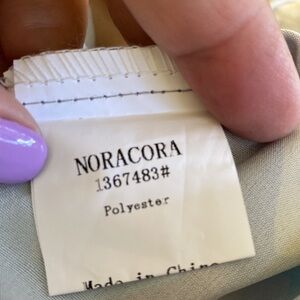 NORACORA
1367483#
Polyester
Made in China